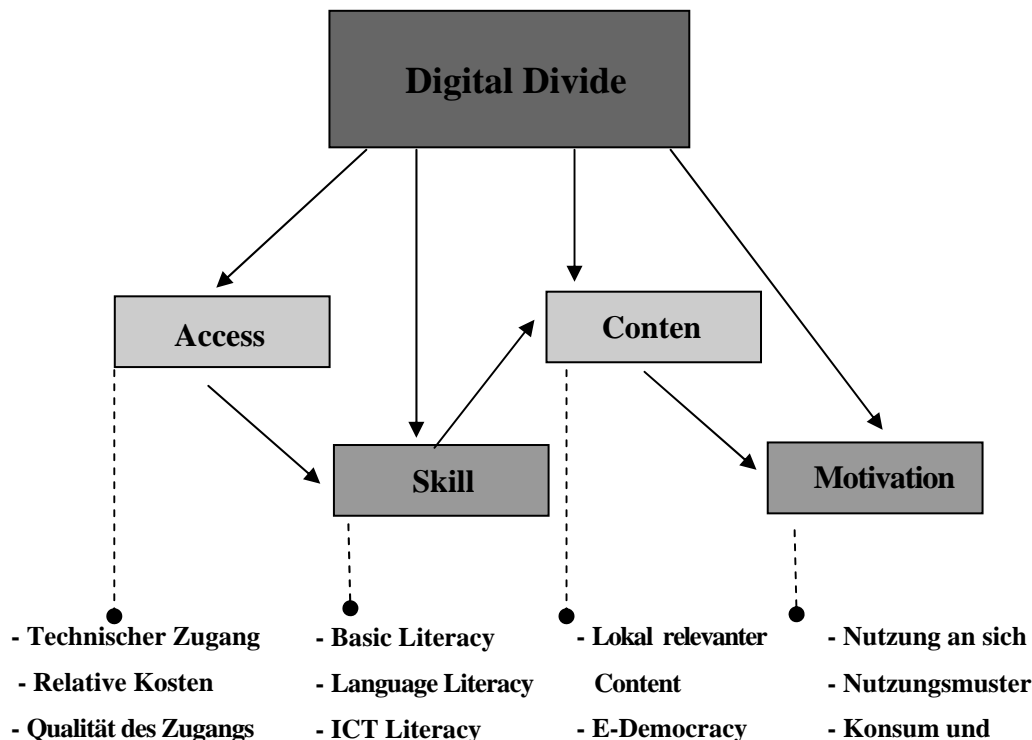 Digital Divide
Access
Conten
Skill
Motivation
- Technischer Zugang
- Relative Kosten
- Qualität des Zugangs
- Basic Literacy
- Language Literacy
- ICT Literacy
- Lokal relevanter
Content
- E-Democracy
- Nutzung an sich
- Nutzungsmuster
- Konsum und